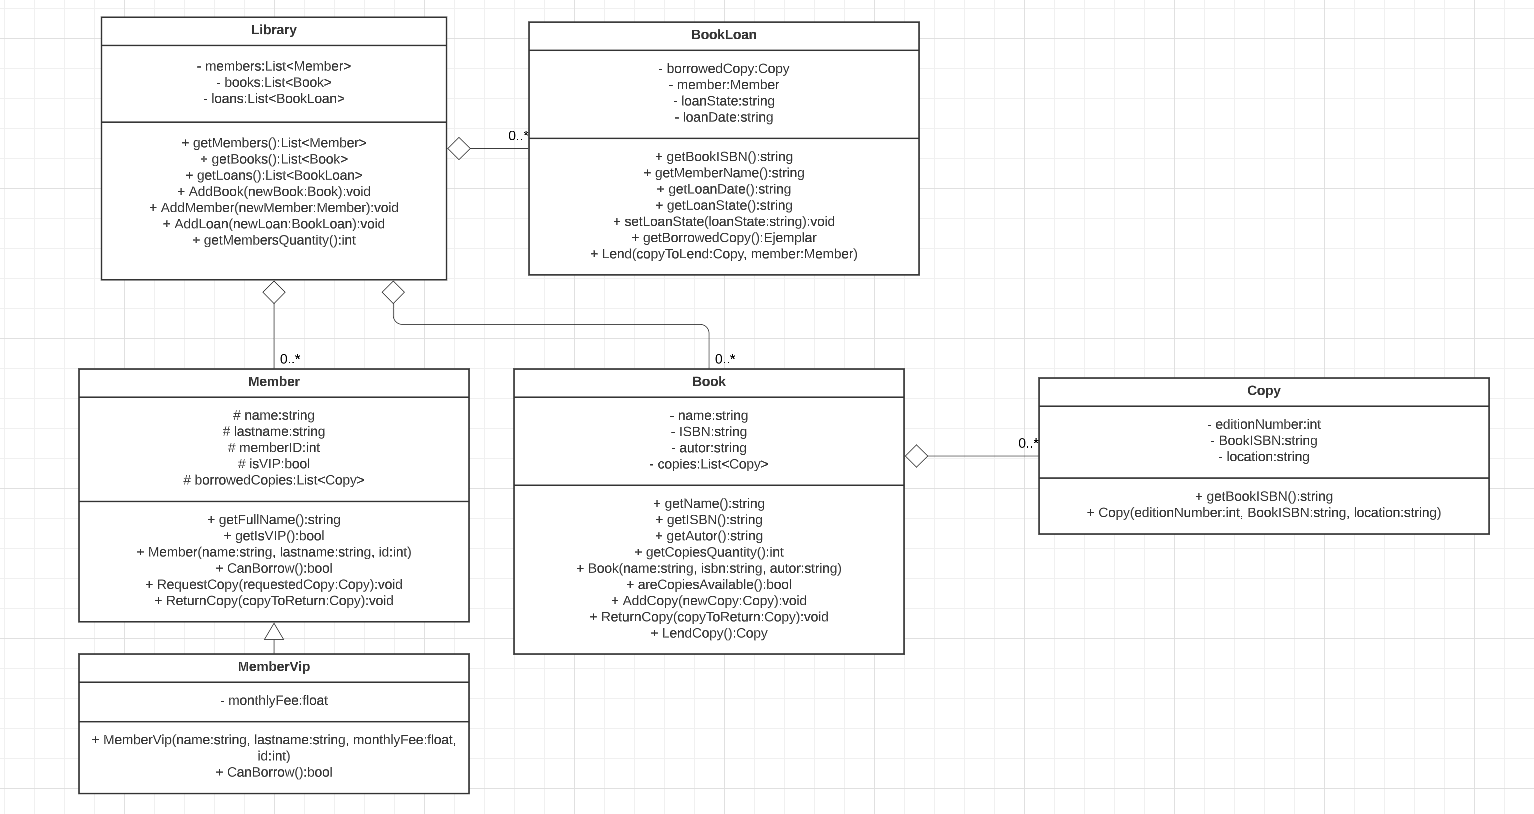 Library
- members:List<Member>
- books:List<Book>
- loans:List<BookLoan>
+ getMembers():List<Member>
+ getBooks():List<Book>
+ getLoans():List<BookLoan>
+ AddBook(newBook:Book):void
+ AddMember(newMember:Member):void
+ AddLoan(newLoan:BookLoan):void
+ getMembersQuantity():int
0..*
BookLoan
- borrowedCopy:Copy
- member:Member
- loanState:string
- loanDate:string
+ getBookISBN():string
+ getMemberName():string
+ getLoanDate():string
+ getLoanState():string
+ setLoanState(loanState:string):void
+ getBorrowedCopy():Ejemplar
+ Lend(copyToLend:Copy, member:Member)
0..*
Member
# name:string
# lastname:string
# memberID:int
# isVIP:bool
# borrowedCopies:List<Copy>
+ getFullName():string
+ getIsVIP():bool
+ Member(name:string, lastname:string, id:int)
+ CanBorrow():bool
+ RequestCopy(requestedCopy:Copy):void
+ ReturnCopy(copyToReturn:Copy):void
0..*
Book
- name:string
- ISBN:string
- autor:string
- copies:List<Copy>
+ getName():string
+ getISBN():string
+ getAutor():string
+ getCopiesQuantity():int
+ Book(name:string, isbn:string, autor:string)
+ areCopiesAvailable():bool
+ AddCopy(newCopy:Copy):void
+ ReturnCopy(copyToReturn:Copy):void
+ LendCopy():Copy
0..*
Copy
- editionNumber:int
- BookISBN:string
- location:string
+ getBookISBN():string
+ Copy(editionNumber:int, BookISBN:string, location:string)
MemberVip
- monthlyFee:float
+ MemberVip(name:string, lastname:string, monthlyFee:float,
id:int)
+ CanBorrow():bool